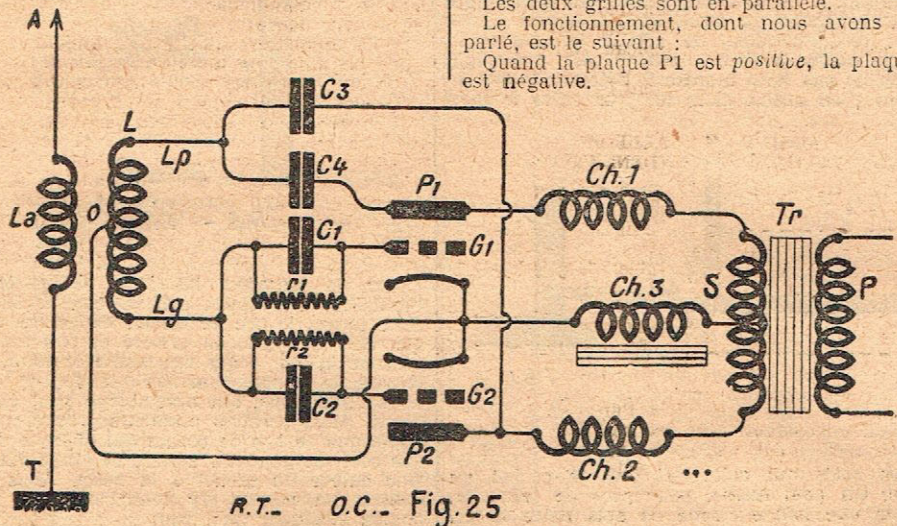 Les deux grilles sont en parallèle.
Le fonctionnement, dont nous avons
parlé, est le suivant :
Quand la plaque P1 est positive, la plaqu
est négative.
A A
C3
L
Lp
C4
P1
Ch.1
Tr
La
O
C1
G1
r1
Ch.3
S
P
Lg
r2
C2
G2
P2
Ch.2
...
T
R.T._ O.C._ Fig.25